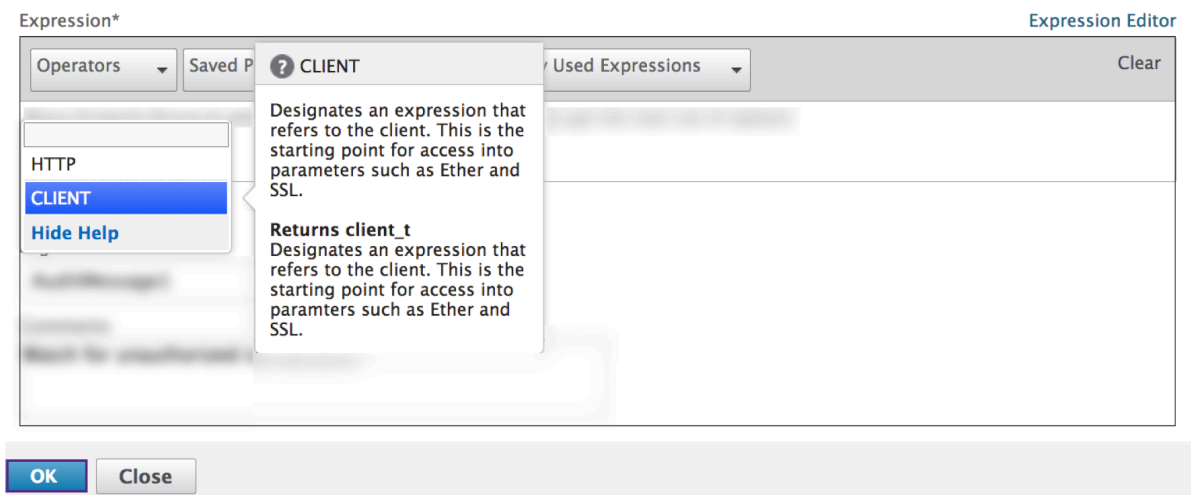 Expression*
Expression Editor
Operators
Saved P
Used Expressions
Clear
CLIENT
Designates an expression that
refers to the client. This is the
starting point for access into
parameters such as Ether and
SSL.
Returns client_t
Designates an expression that
refers to the client. This is the
starting point for access into
paramters such as Ether and
SSL.
HTTP
CLIENT
Hide Help
OK
Close